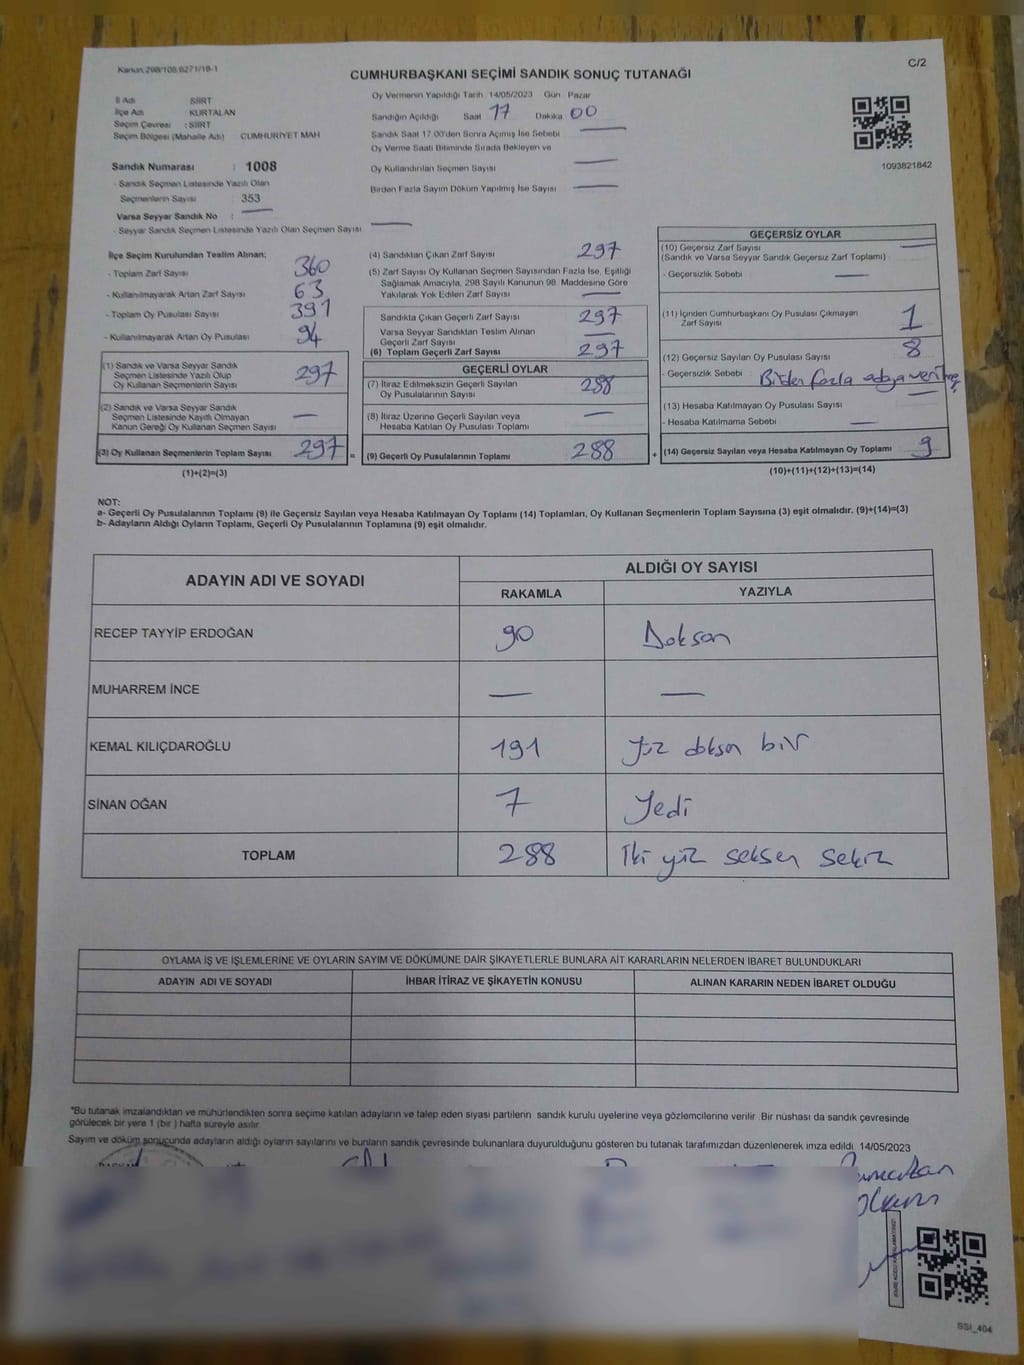 Kanun:298/108/6271/18-1
C/2
CUMHURBAŞKANI SEÇİMİ SANDIK SONUÇ TUTANAĞI
İl Adı SİİRT
İlçe Adı KURTALAN
Seçim Çevresi : SİİRT
Seçim Bölgesi (Mahalle Adı) CUMHURİYET MAH
Sandık Numarası : 1008
- Sandık Seçmen Listesinde Yazılı Olan
Seçmenlerin Sayısı : 353
Varsa Seyyar Sandık No : —
- Seyyar Sandık Seçmen Listesinde Yazılı Olan Seçmen Sayısı —
Oy Vermenin Yapıldığı Tarih 14/05/2023 Gün Pazar
Sandığın Açıldığı Saat 17 Dakika 00
Sandık Saat 17.00'den Sonra Açılmış İse Sebebi —
Oy Verme Saati Bitiminde Sırada Bekleyen ve
Oy Kullandırılan Seçmen Sayısı —
Birden Fazla Sayım Döküm Yapılmış İse Sayısı —
1093821842
İlçe Seçim Kurulundan Teslim Alınan;
- Toplam Zarf Sayısı 360
- Kullanılmayarak Artan Zarf Sayısı 63
- Toplam Oy Pusulası Sayısı 391
- Kullanılmayarak Artan Oy Pusulası 94
(1) Sandık ve Varsa Seyyar Sandık
Seçmen Listesinde Yazılı Olup
Oy Kullanan Seçmenlerin Sayısı 297
(2) Sandık ve Varsa Seyyar Sandık
Seçmen Listesinde Kayıtlı Olmayan
Kanun Gereği Oy Kullanan Seçmen Sayısı —
(3) Oy Kullanan Seçmenlerin Toplam Sayısı 297 =
(1)+(2)=(3)
(4) Sandıktan Çıkan Zarf Sayısı 297
(5) Zarf Sayısı Oy Kullanan Seçmen Sayısından Fazla İse, Eşitliği
Sağlamak Amacıyla, 298 Sayılı Kanunun 98. Maddesine Göre
Yakılarak Yok Edilen Zarf Sayısı —
Sandıkta Çıkan Geçerli Zarf Sayısı 297
Varsa Seyyar Sandıktan Teslim Alınan
Geçerli Zarf Sayısı —
(6) Toplam Geçerli Zarf Sayısı 297
GEÇERLİ OYLAR
(7) İtiraz Edilmeksizin Geçerli Sayılan
Oy Pusulalarının Sayısı 288
(8) İtiraz Üzerine Geçerli Sayılan veya
Hesaba Katılan Oy Pusulası Toplamı —
(9) Geçerli Oy Pusulalarının Toplamı 288 +
GEÇERSİZ OYLAR
(10) Geçersiz Zarf Sayısı —
(Sandık ve Varsa Seyyar Sandık Geçersiz Zarf Toplamı)
- Geçersizlik Sebebi —
(11) İçinden Cumhurbaşkanı Oy Pusulası Çıkmayan
Zarf Sayısı 1
(12) Geçersiz Sayılan Oy Pusulası Sayısı 8
- Geçersizlik Sebebi : Birden fazla adaya verilmiş
(13) Hesaba Katılmayan Oy Pusulası Sayısı —
- Hesaba Katılmama Sebebi —
(14) Geçersiz Sayılan veya Hesaba Katılmayan Oy Toplamı 9
(10)+(11)+(12)+(13)=(14)
NOT:
a- Geçerli Oy Pusulalarının Toplamı (9) ile Geçersiz Sayılan veya Hesaba Katılmayan Oy Toplamı (14) Toplamları, Oy Kullanan Seçmenlerin Toplam Sayısına (3) eşit olmalıdır. (9)+(14)=(3)
b- Adayların Aldığı Oyların Toplamı, Geçerli Oy Pusulalarının Toplamına (9) eşit olmalıdır.
ADAYIN ADI VE SOYADI ALDIĞI OY SAYISI
RAKAMLA YAZIYLA
RECEP TAYYİP ERDOĞAN 90 Doksan
MUHARREM İNCE — —
KEMAL KILIÇDAROĞLU 191 Yüz doksan bir
SİNAN OĞAN 7 Yedi
TOPLAM 288 İki yüz seksen sekiz
OYLAMA İŞ VE İŞLEMLERİNE VE OYLARIN SAYIM VE DÖKÜMÜNE DAİR ŞİKAYETLERLE BUNLARA AİT KARARLARIN NELERDEN İBARET BULUNDUKLARI
ADAYIN ADI VE SOYADI İHBAR İTİRAZ VE ŞİKAYETİN KONUSU ALINAN KARARIN NEDEN İBARET OLDUĞU
*Bu tutanak imzalandıktan ve mühürlendikten sonra seçime katılan adayların ve talep eden siyasi partilerin sandık kurulu üyelerine veya gözlemcilerine verilir. Bir nüshası da sandık çevresinde
görülecek bir yere 1 (bir ) hafta süreyle asılır.
Sayım ve döküm sonucunda adayların aldığı oyların sayılarını ve bunların sandık çevresinde bulunanlara duyurulduğunu gösteren bu tutanak tarafımızdan düzenlenerek imza edildi. 14/05/2023
SSI_404